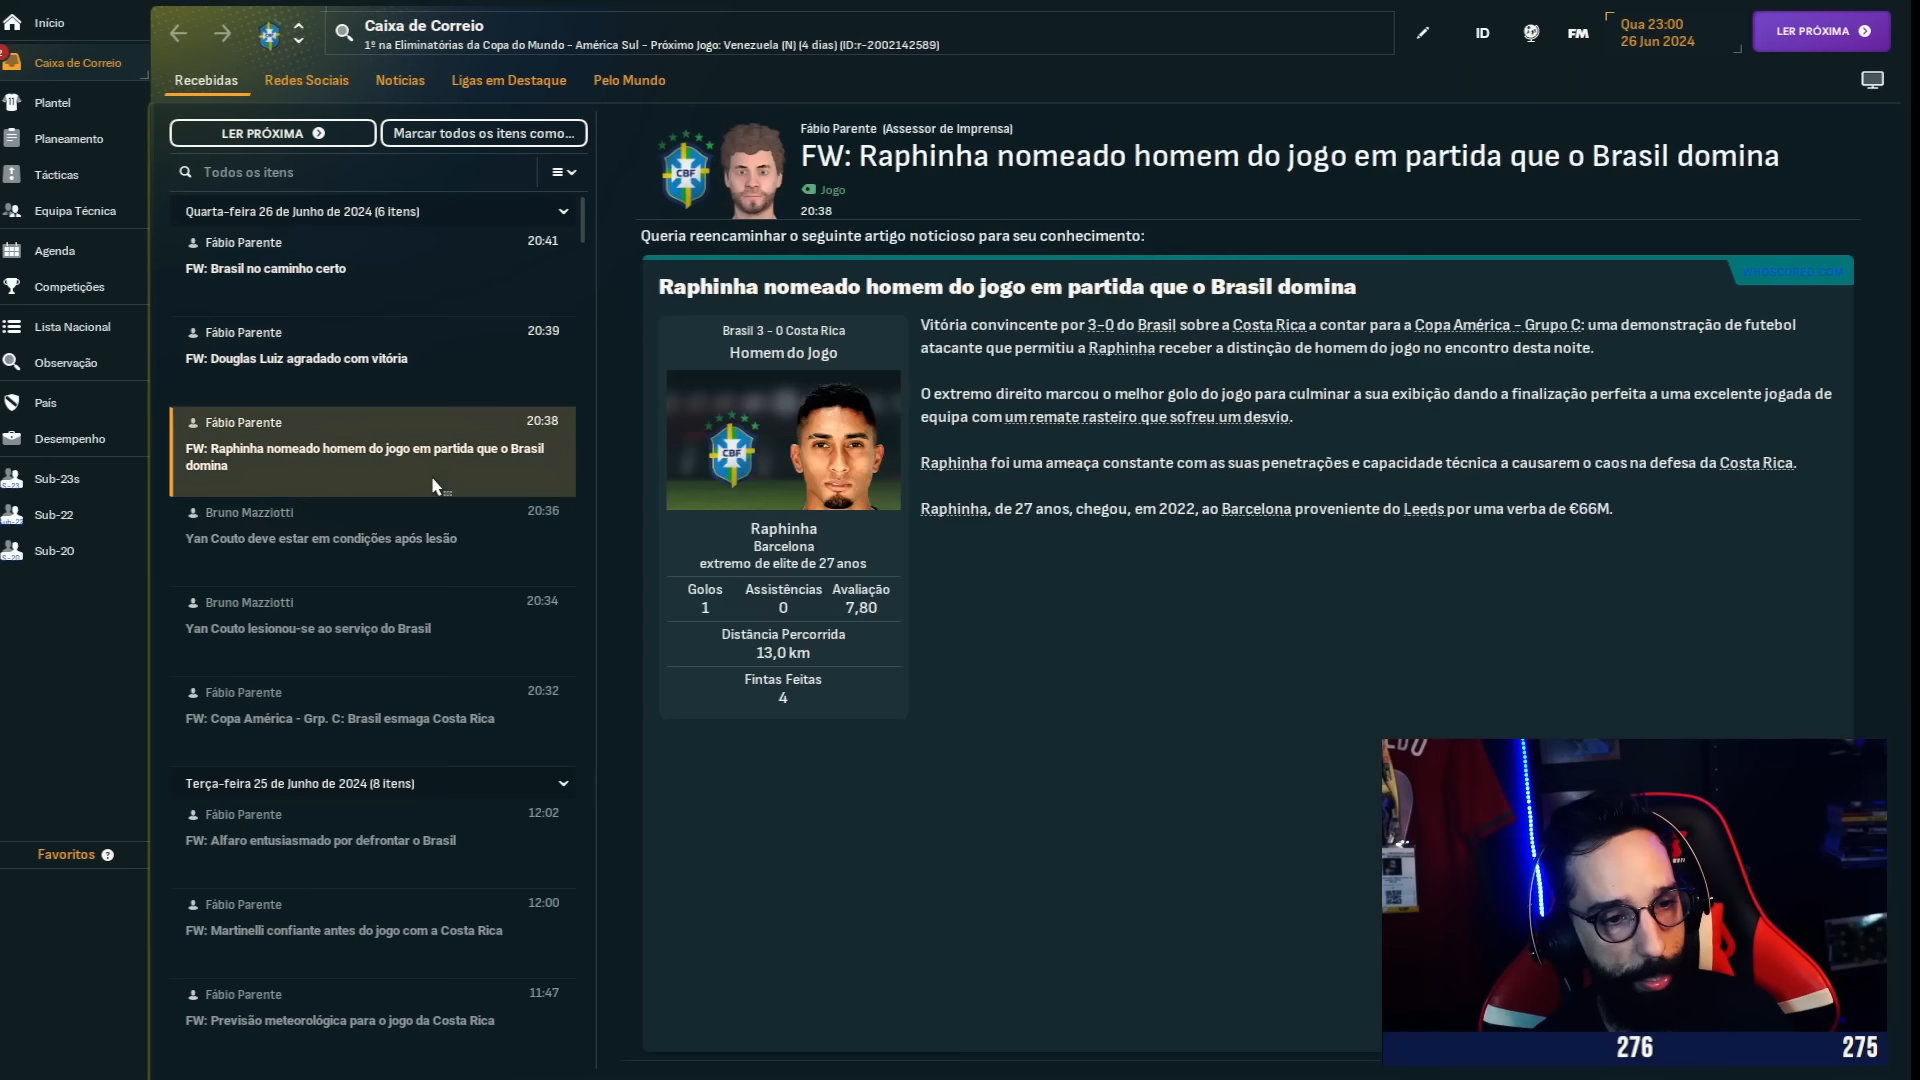 Início
Caixa de Correio
Plantel
Planeamento
Tácticas
Equipa Técnica
Agenda
Competições
Lista Nacional
Observação
País
Desempenho
Sub-23s
Sub-22
Sub-20
Favoritos
Caixa de Correio
1º na Eliminatórias da Copa do Mundo - América Sul - Próximo Jogo: Venezuela (N) (4 dias) (ID:r-2002142589)
ID
FM
Qua 23:00
26 Jun 2024
LER PRÓXIMA
Recebidas Redes Sociais Notícias Ligas em Destaque Pelo Mundo
LER PRÓXIMA Marcar todos os itens como...
Todos os itens
Quarta-feira 26 de Junho de 2024 (6 itens)
Fábio Parente 20:41
FW: Brasil no caminho certo
Fábio Parente 20:39
FW: Douglas Luiz agradado com vitória
Fábio Parente 20:38
FW: Raphinha nomeado homem do jogo em partida que o Brasil
domina
Bruno Mazziotti 20:36
Yan Couto deve estar em condições após lesão
Bruno Mazziotti 20:34
Yan Couto lesionou-se ao serviço do Brasil
Fábio Parente 20:32
FW: Copa América - Grp. C: Brasil esmaga Costa Rica
Terça-feira 25 de Junho de 2024 (8 itens)
Fábio Parente 12:02
FW: Alfaro entusiasmado por defrontar o Brasil
Fábio Parente 12:00
FW: Martinelli confiante antes do jogo com a Costa Rica
Fábio Parente 11:47
FW: Previsão meteorológica para o jogo da Costa Rica
CBF
Fábio Parente (Assessor de Imprensa)
FW: Raphinha nomeado homem do jogo em partida que o Brasil domina
Jogo
20:38
Queria reencaminhar o seguinte artigo noticioso para seu conhecimento:
WHOSCORED.COM
Raphinha nomeado homem do jogo em partida que o Brasil domina
Brasil 3 - 0 Costa Rica
Homem do Jogo
CBF
Raphinha
Barcelona
extremo de elite de 27 anos
Golos Assistências Avaliação
1 0 7,80
Distância Percorrida
13,0 km
Fintas Feitas
4
Vitória convincente por 3-0 do Brasil sobre a Costa Rica a contar para a Copa América - Grupo C: uma demonstração de futebol
atacante que permitiu a Raphinha receber a distinção de homem do jogo no encontro desta noite.
O extremo direito marcou o melhor golo do jogo para culminar a sua exibição dando a finalização perfeita a uma excelente jogada de
equipa com um remate rasteiro que sofreu um desvio.
Raphinha foi uma ameaça constante com as suas penetrações e capacidade técnica a causarem o caos na defesa da Costa Rica.
Raphinha, de 27 anos, chegou, em 2022, ao Barcelona proveniente do Leeds por uma verba de €66M.
276 275